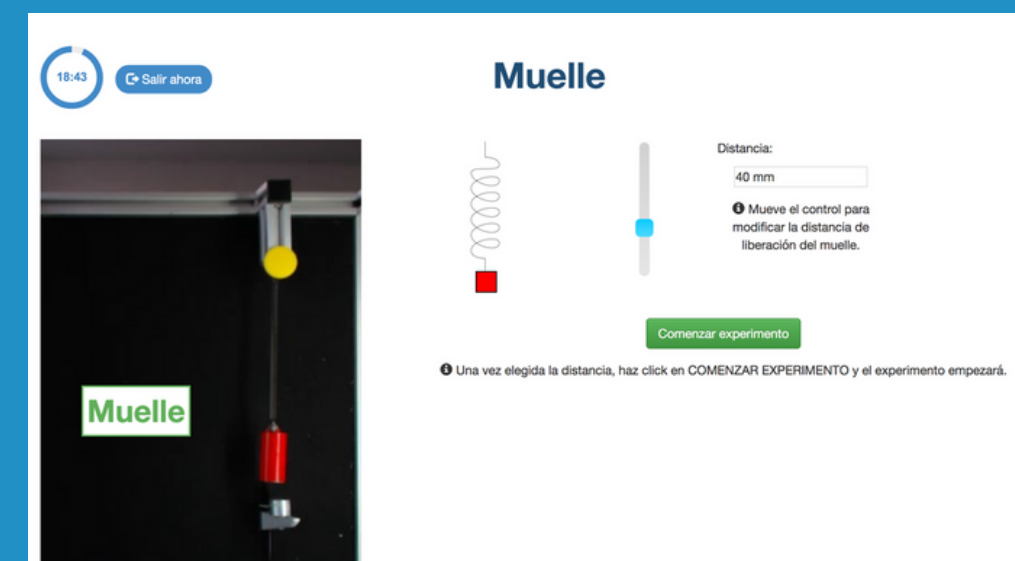 18:43
Salir ahora
Muelle
Distancia:
40 mm
Mueve el control para
modificar la distancia de
liberación del muelle.
Comenzar experimento
Una vez elegida la distancia, haz click en COMENZAR EXPERIMENTO y el experimento empezará.
Muelle